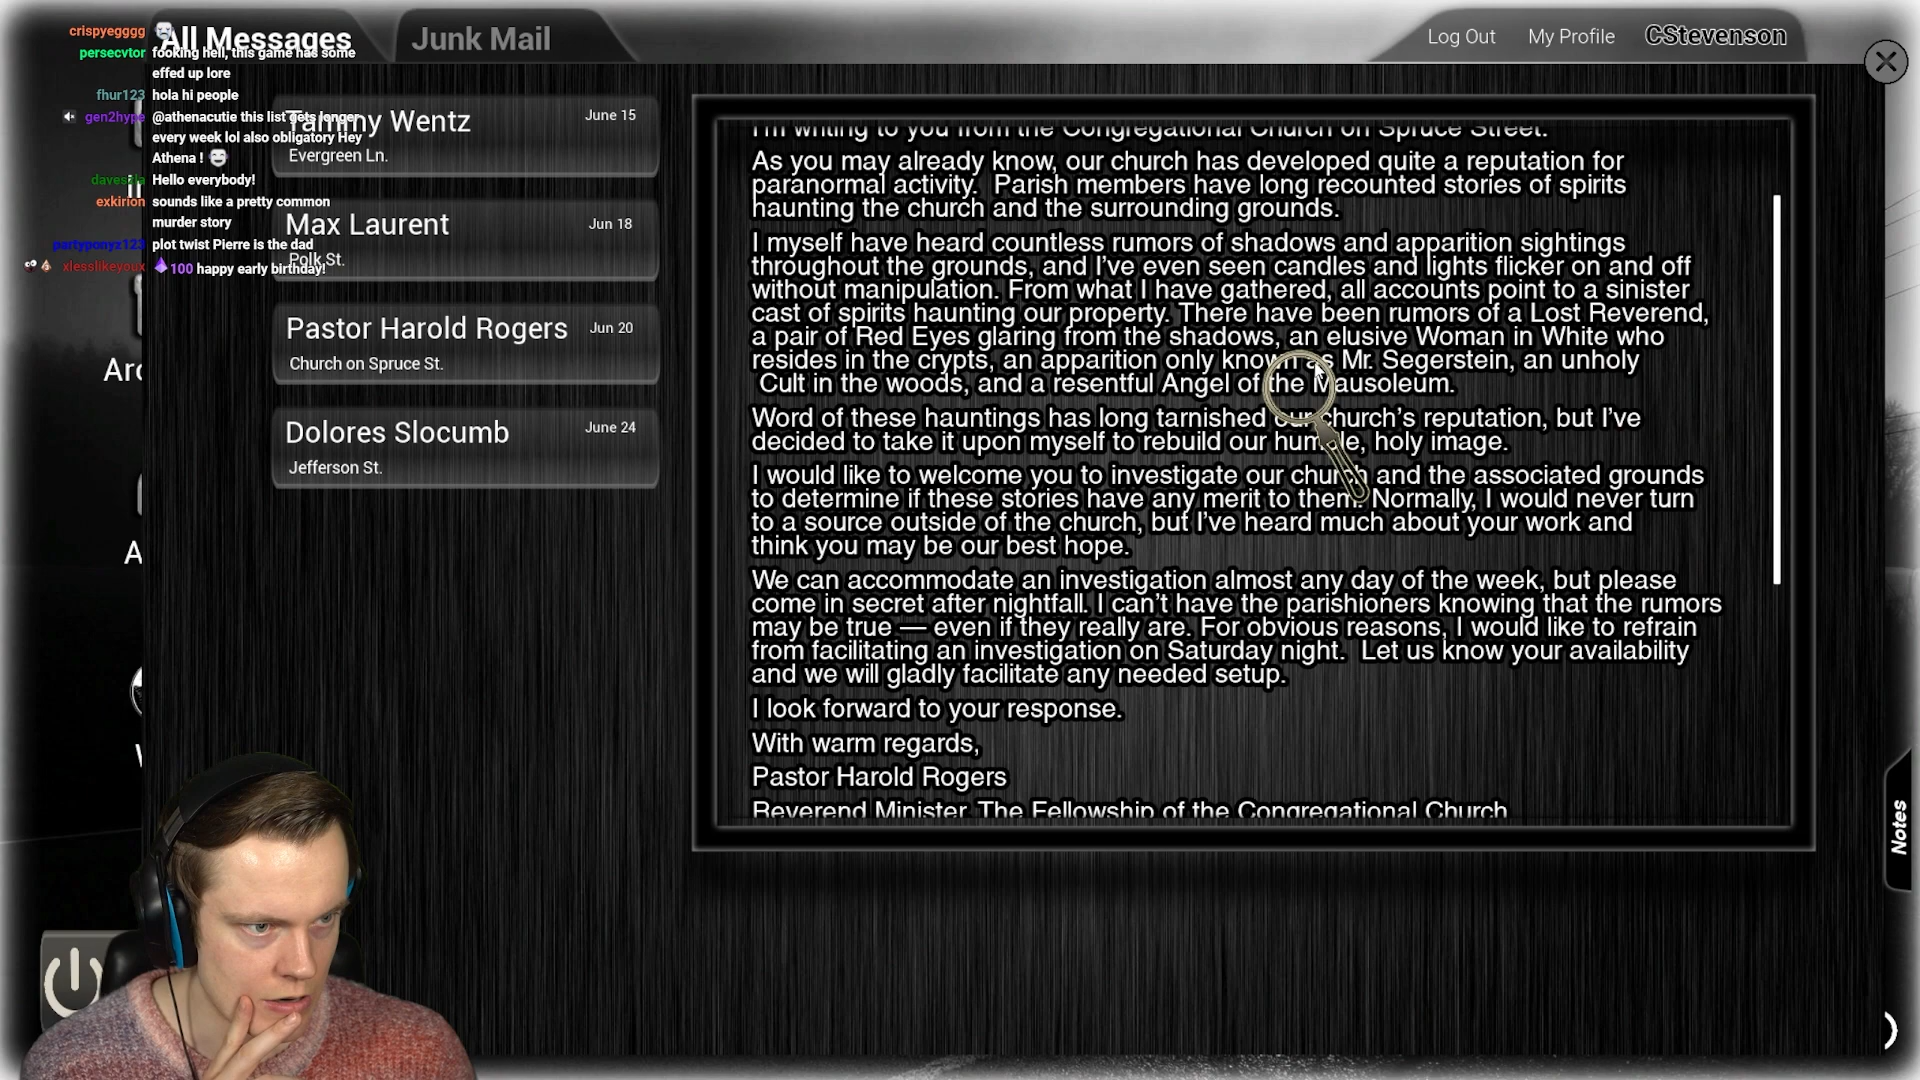 All Messages
Junk Mail
Log Out
My Profile
CStevenson
crispyegggg
persecvtor fooking hell, this game has some
effed up lore
fhur123 hola hi people
gen2hype @athenacutie this list gets longer
every week lol also obligatory Hey
Athena !
Hello everybody!
exkirion sounds like a pretty common
murder story
partyponyz123 plot twist Pierre is the dad
xlesslikeyoux 100 happy early birthday!
Tammy Wentz
June 15
Evergreen Ln.
Max Laurent
Jun 18
Polk St.
Pastor Harold Rogers
Jun 20
Church on Spruce St.
Dolores Slocumb
June 24
Jefferson St.
I'm writing to you from the Congregational Church on Spruce Street.
As you may already know, our church has developed quite a reputation for
paranormal activity. Parish members have long recounted stories of spirits
haunting the church and the surrounding grounds.
I myself have heard countless rumors of shadows and apparition sightings
throughout the grounds, and I've even seen candles and lights flicker on and off
without manipulation. From what I have gathered, all accounts point to a sinister
cast of spirits haunting our property. There have been rumors of a Lost Reverend,
a pair of Red Eyes glaring from the shadows, an elusive Woman in White who
resides in the crypts, an apparition only known as Mr. Segerstein, an unholy
Cult in the woods, and a resentful Angel of the Mausoleum.
Word of these hauntings has long tarnished our church's reputation, but I've
decided to take it upon myself to rebuild our humble, holy image.
I would like to welcome you to investigate our church and the associated grounds
to determine if these stories have any merit to them. Normally, I would never turn
to a source outside of the church, but I've heard much about your work and
think you may be our best hope.
We can accommodate an investigation almost any day of the week, but please
come in secret after nightfall. I can't have the parishioners knowing that the rumors
may be true — even if they really are. For obvious reasons, I would like to refrain
from facilitating an investigation on Saturday night. Let us know your availability
and we will gladly facilitate any needed setup.
I look forward to your response.
With warm regards,
Pastor Harold Rogers
Reverend Minister, The Fellowship of the Congregational Church
Notes